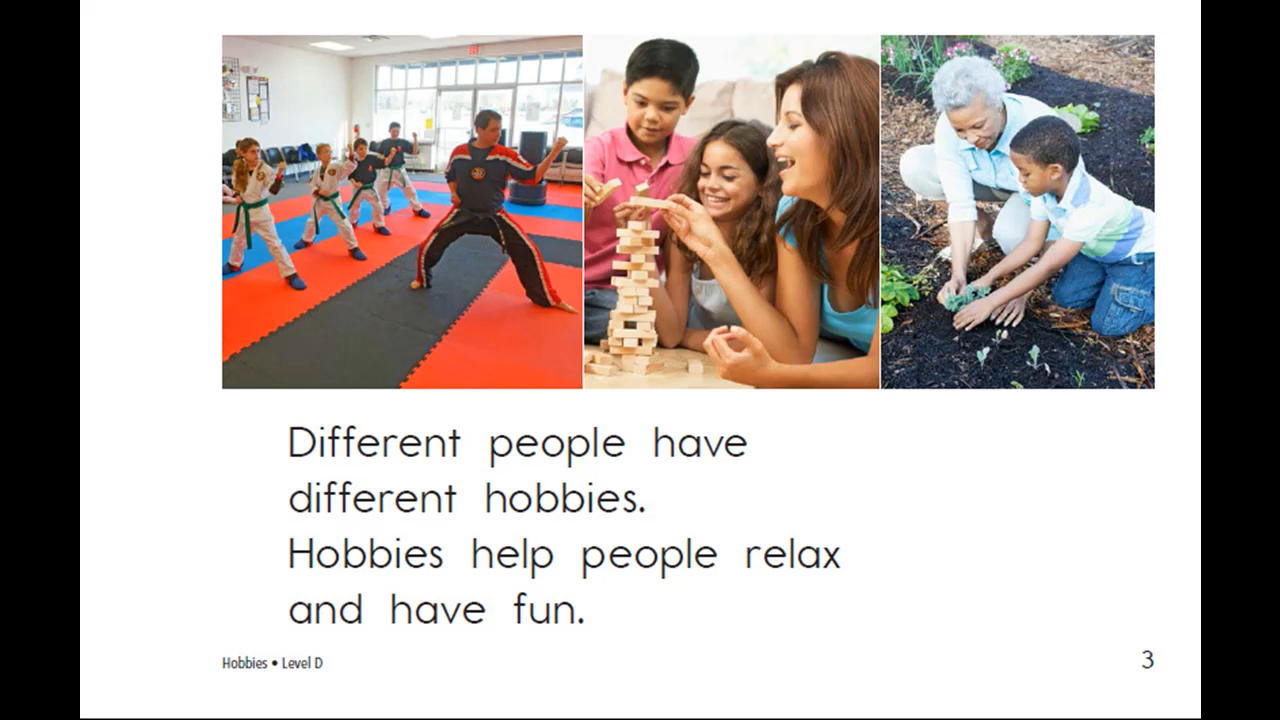 Different people have
different hobbies.
Hobbies help people relax
and have fun.
Hobbies • Level D
3